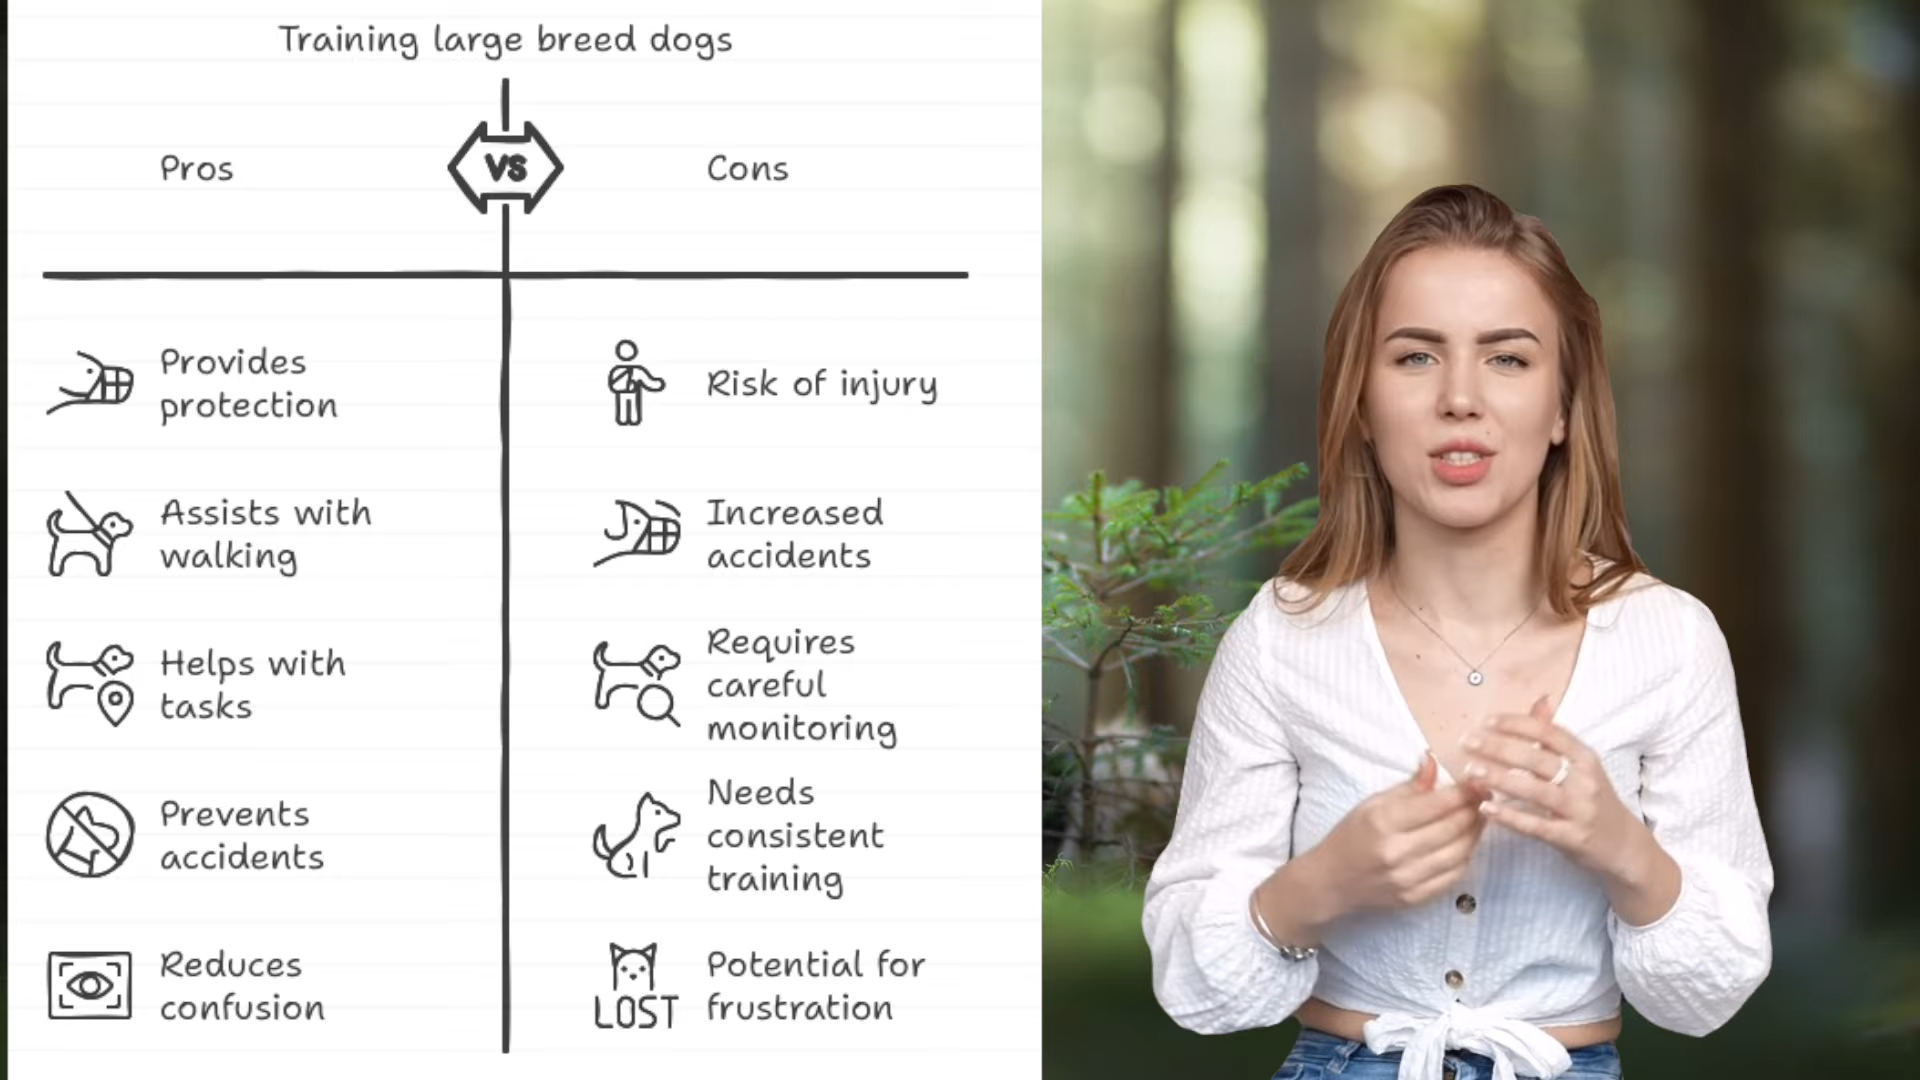 Training large breed dogs
Pros
VS
Cons
Provides
protection
Risk of injury
Assists with
walking
Increased
accidents
Helps with
tasks
Requires
careful
monitoring
Prevents
accidents
Needs
consistent
training
Reduces
confusion
LOST
Potential for
frustration